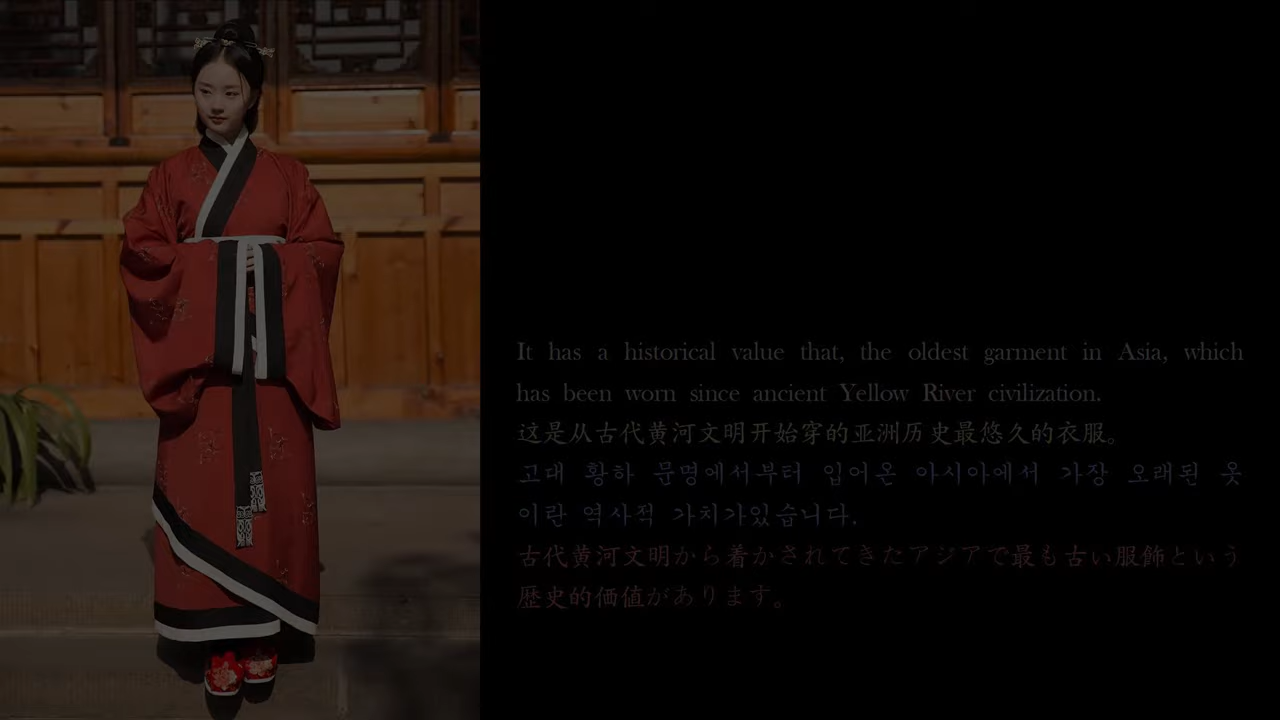 It has a historical value that, the oldest garment in Asia, which
has been worn since ancient Yellow River civilization.
这是从古代黄河文明开始穿的亚洲历史最悠久的衣服。
고대 황하 문명에서부터 입어온 아시아에서 가장 오래된 옷
이란 역사적 가치가있습니다.
古代黄河文明から着かされてきたアジアで最も古い服飾という
歴史的価値があります。